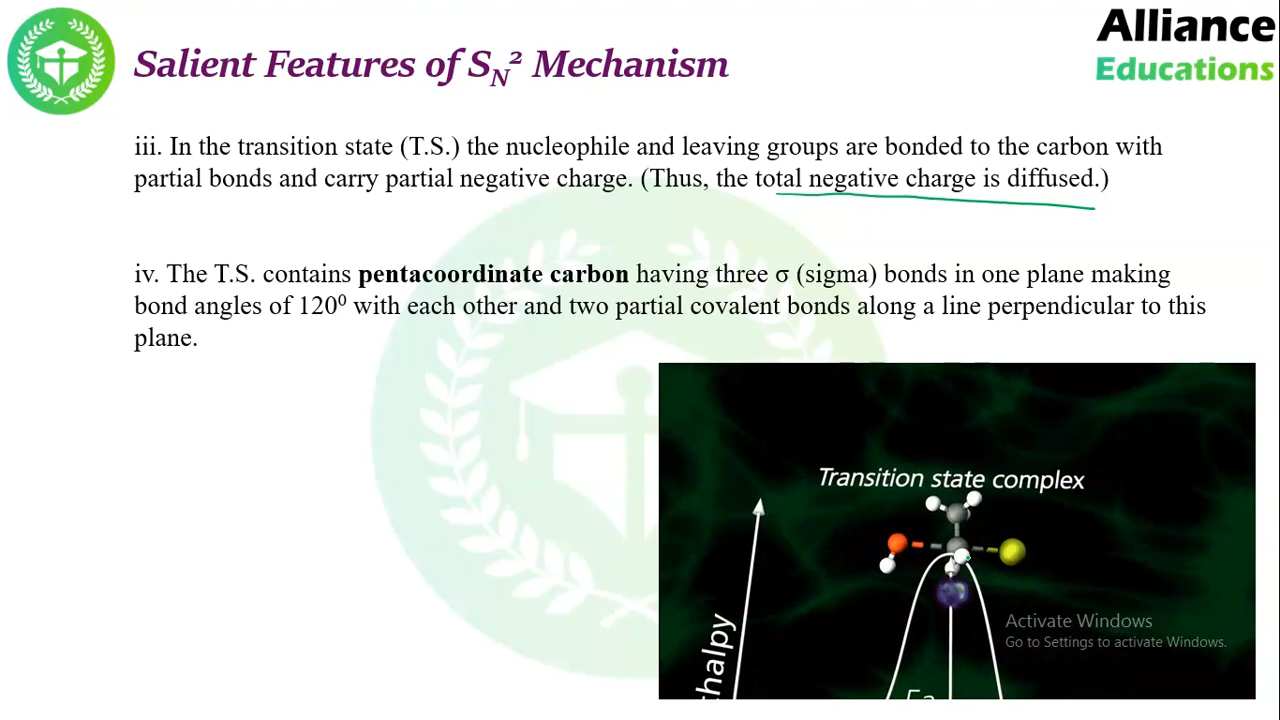 Alliance
Educations
Salient Features of SN² Mechanism
iii. In the transition state (T.S.) the nucleophile and leaving groups are bonded to the carbon with
partial bonds and carry partial negative charge. (Thus, the total negative charge is diffused.)
iv. The T.S. contains pentacoordinate carbon having three σ (sigma) bonds in one plane making
bond angles of 120⁰ with each other and two partial covalent bonds along a line perpendicular to this
plane.
Transition state complex
Activate Windows
Go to Settings to activate Windows.